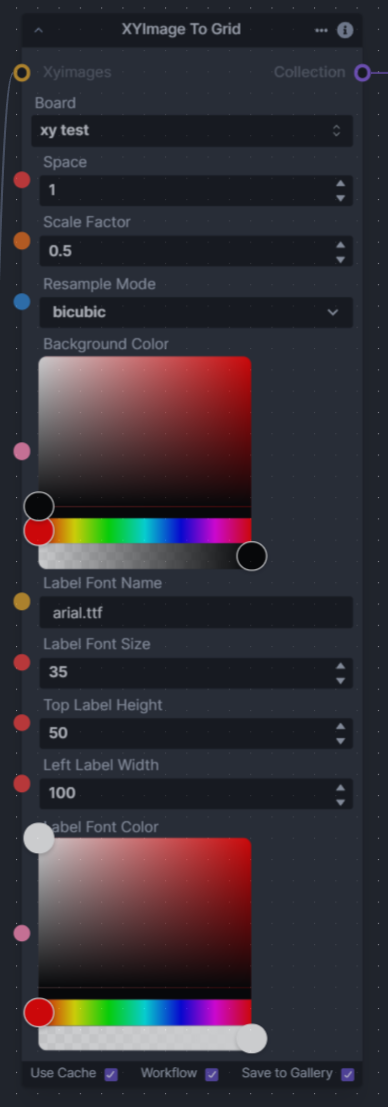 XYImage To Grid
Xyimages Collection
Board
xy test
Space
1
Scale Factor
0.5
Resample Mode
bicubic
Background Color
Label Font Name
arial.ttf
Label Font Size
35
Top Label Height
50
Left Label Width
100
Label Font Color
Use Cache Workflow Save to Gallery